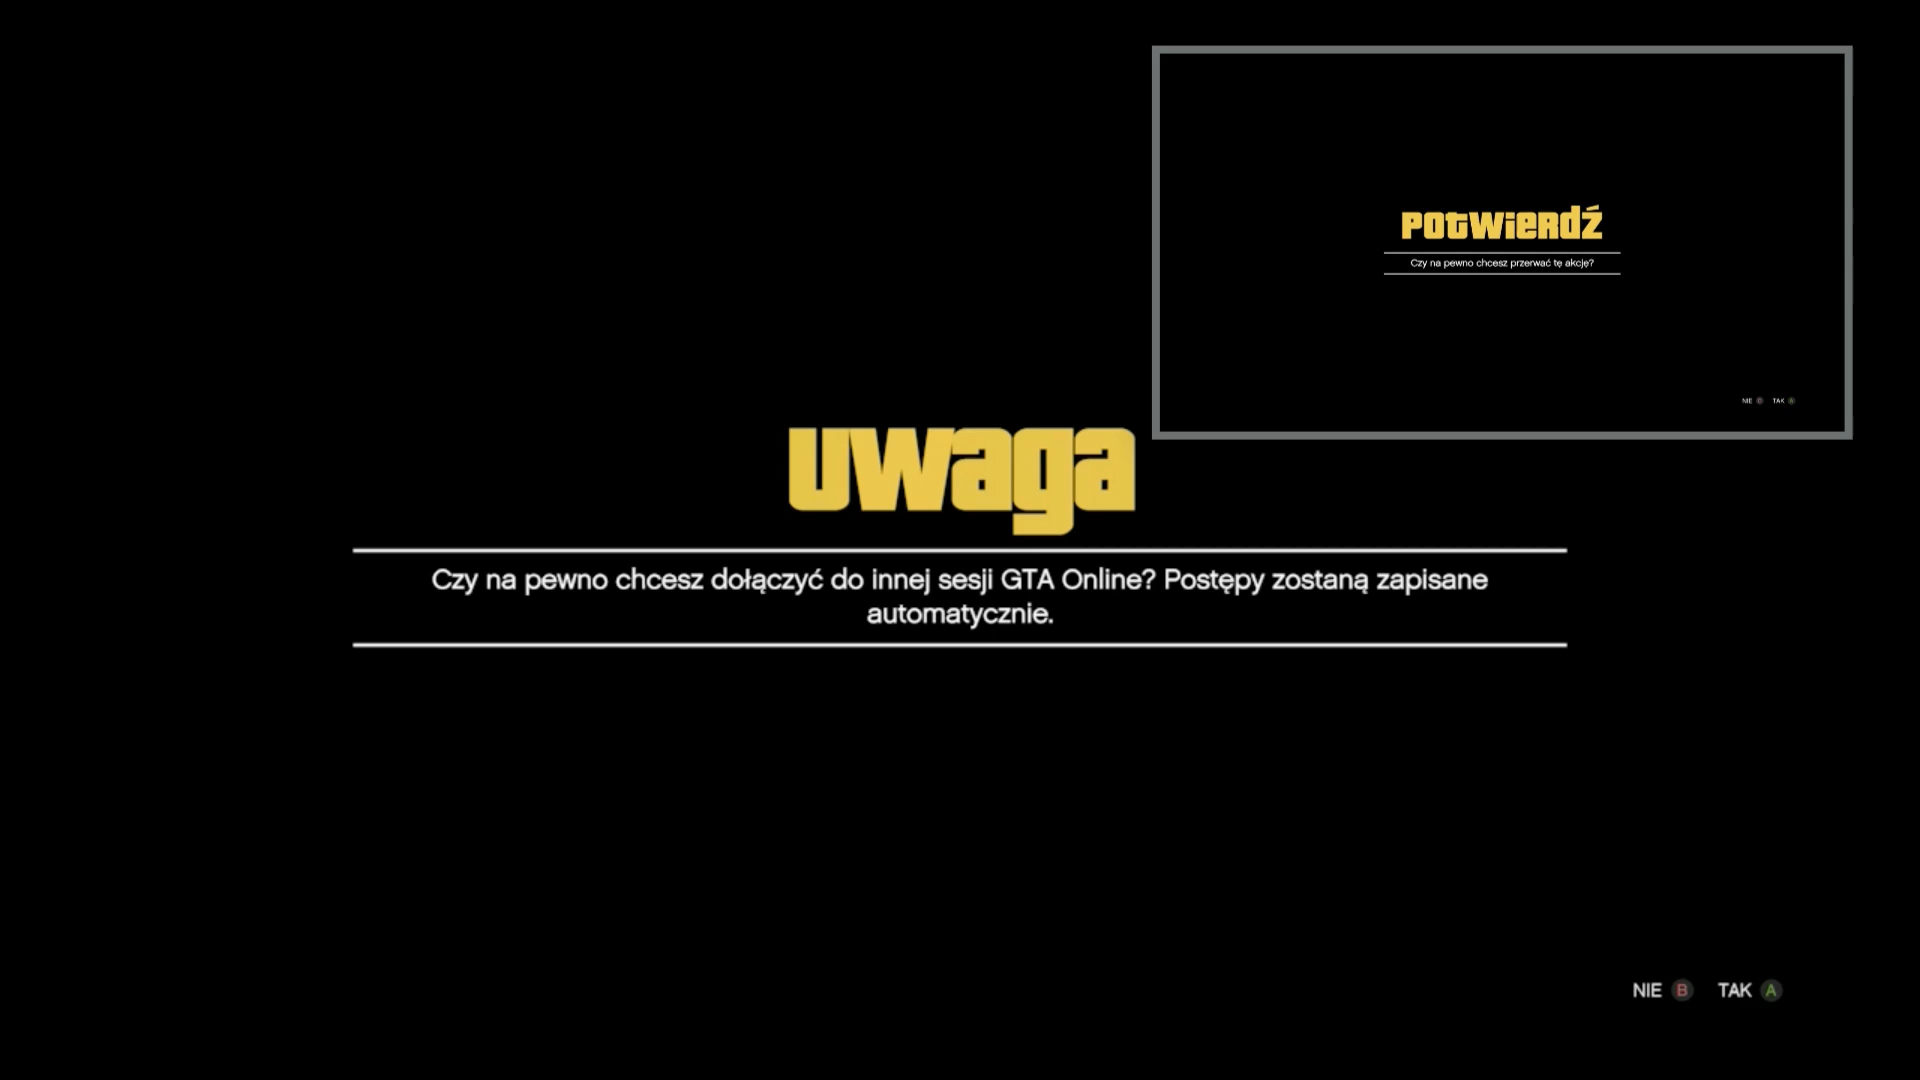 Potwierdź
Czy na pewno chcesz przerwać tę akcję?
NIE B TAK A
uwaga
Czy na pewno chcesz dołączyć do innej sesji GTA Online? Postępy zostaną zapisane
automatycznie.
NIE B TAK A